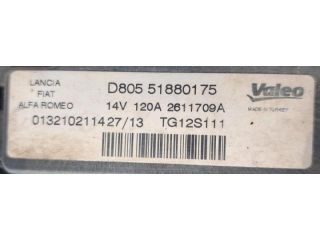 LANCIA
FIAT
ALFA ROMEO
D805 51880175
14V 120A 2611709A
013210211427/13 TG12S111
Valeo
MADE IN TURKEY